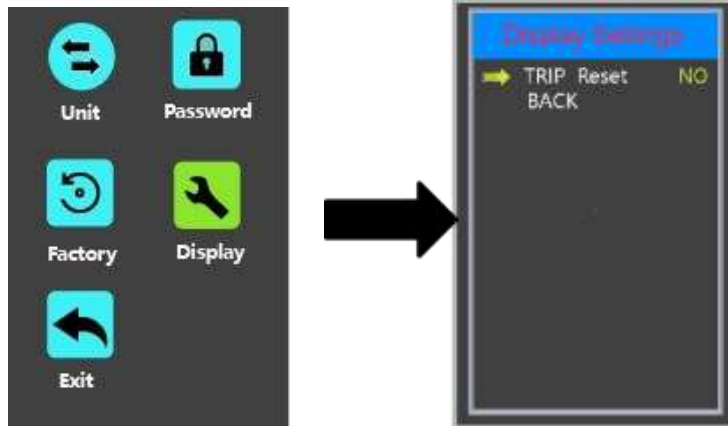 Unit Password
Factory Display
Exit
Display Settings
TRIP Reset NO
BACK